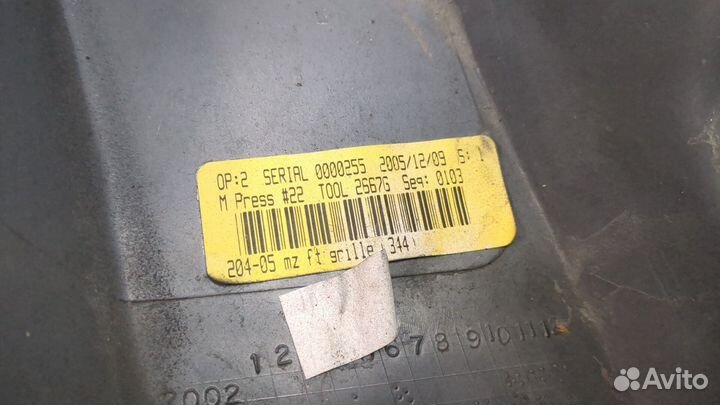 OP:2 SERIAL 0000255 2005/12/09 S: 1
M Press #22 TOOL 2667G Seq: 0103
204-05 mz ft grille (344)
1 2 6 7 8 9 10 11
2002
Avito